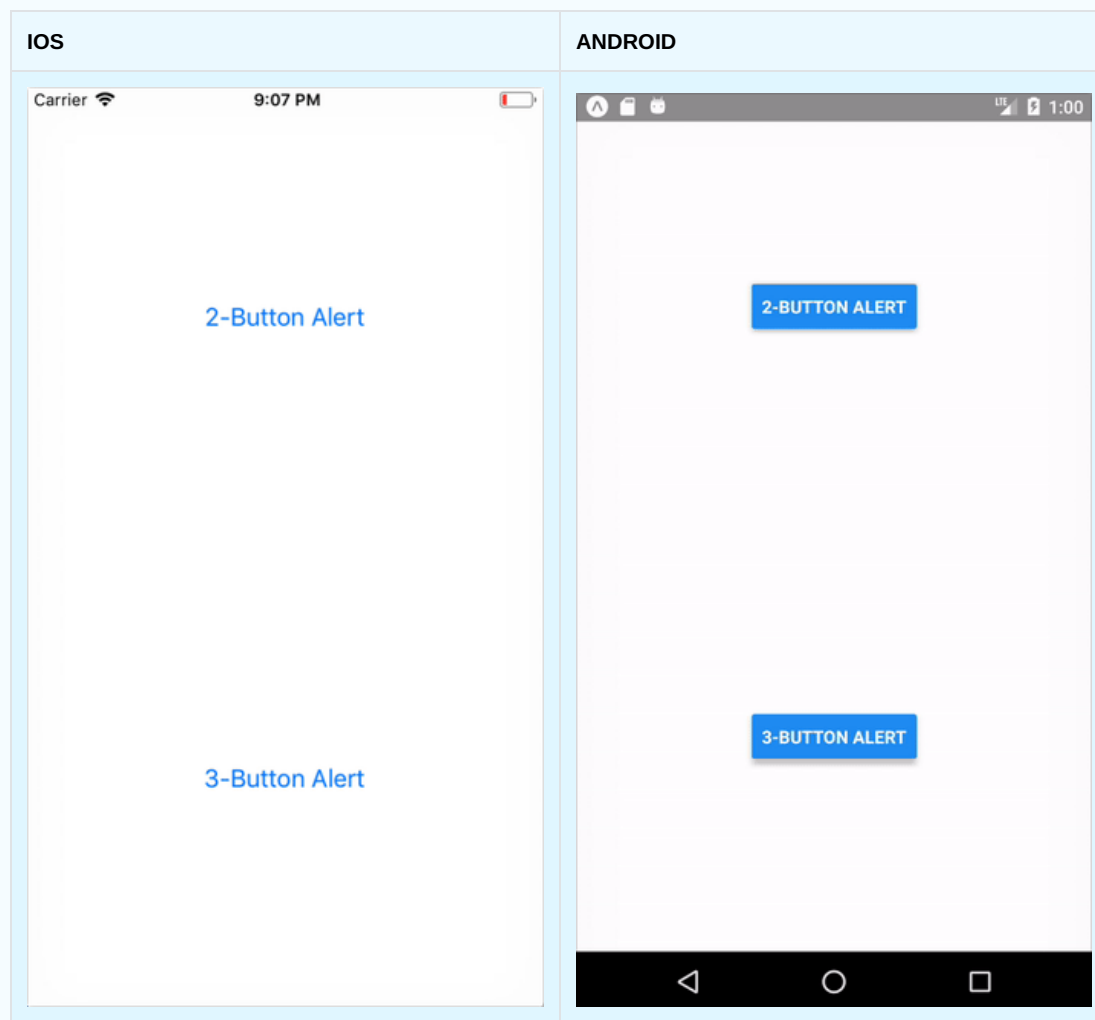 IOS
ANDROID
Carrier 9:07 PM
2-Button Alert
3-Button Alert
LTE 1:00
2-BUTTON ALERT
3-BUTTON ALERT